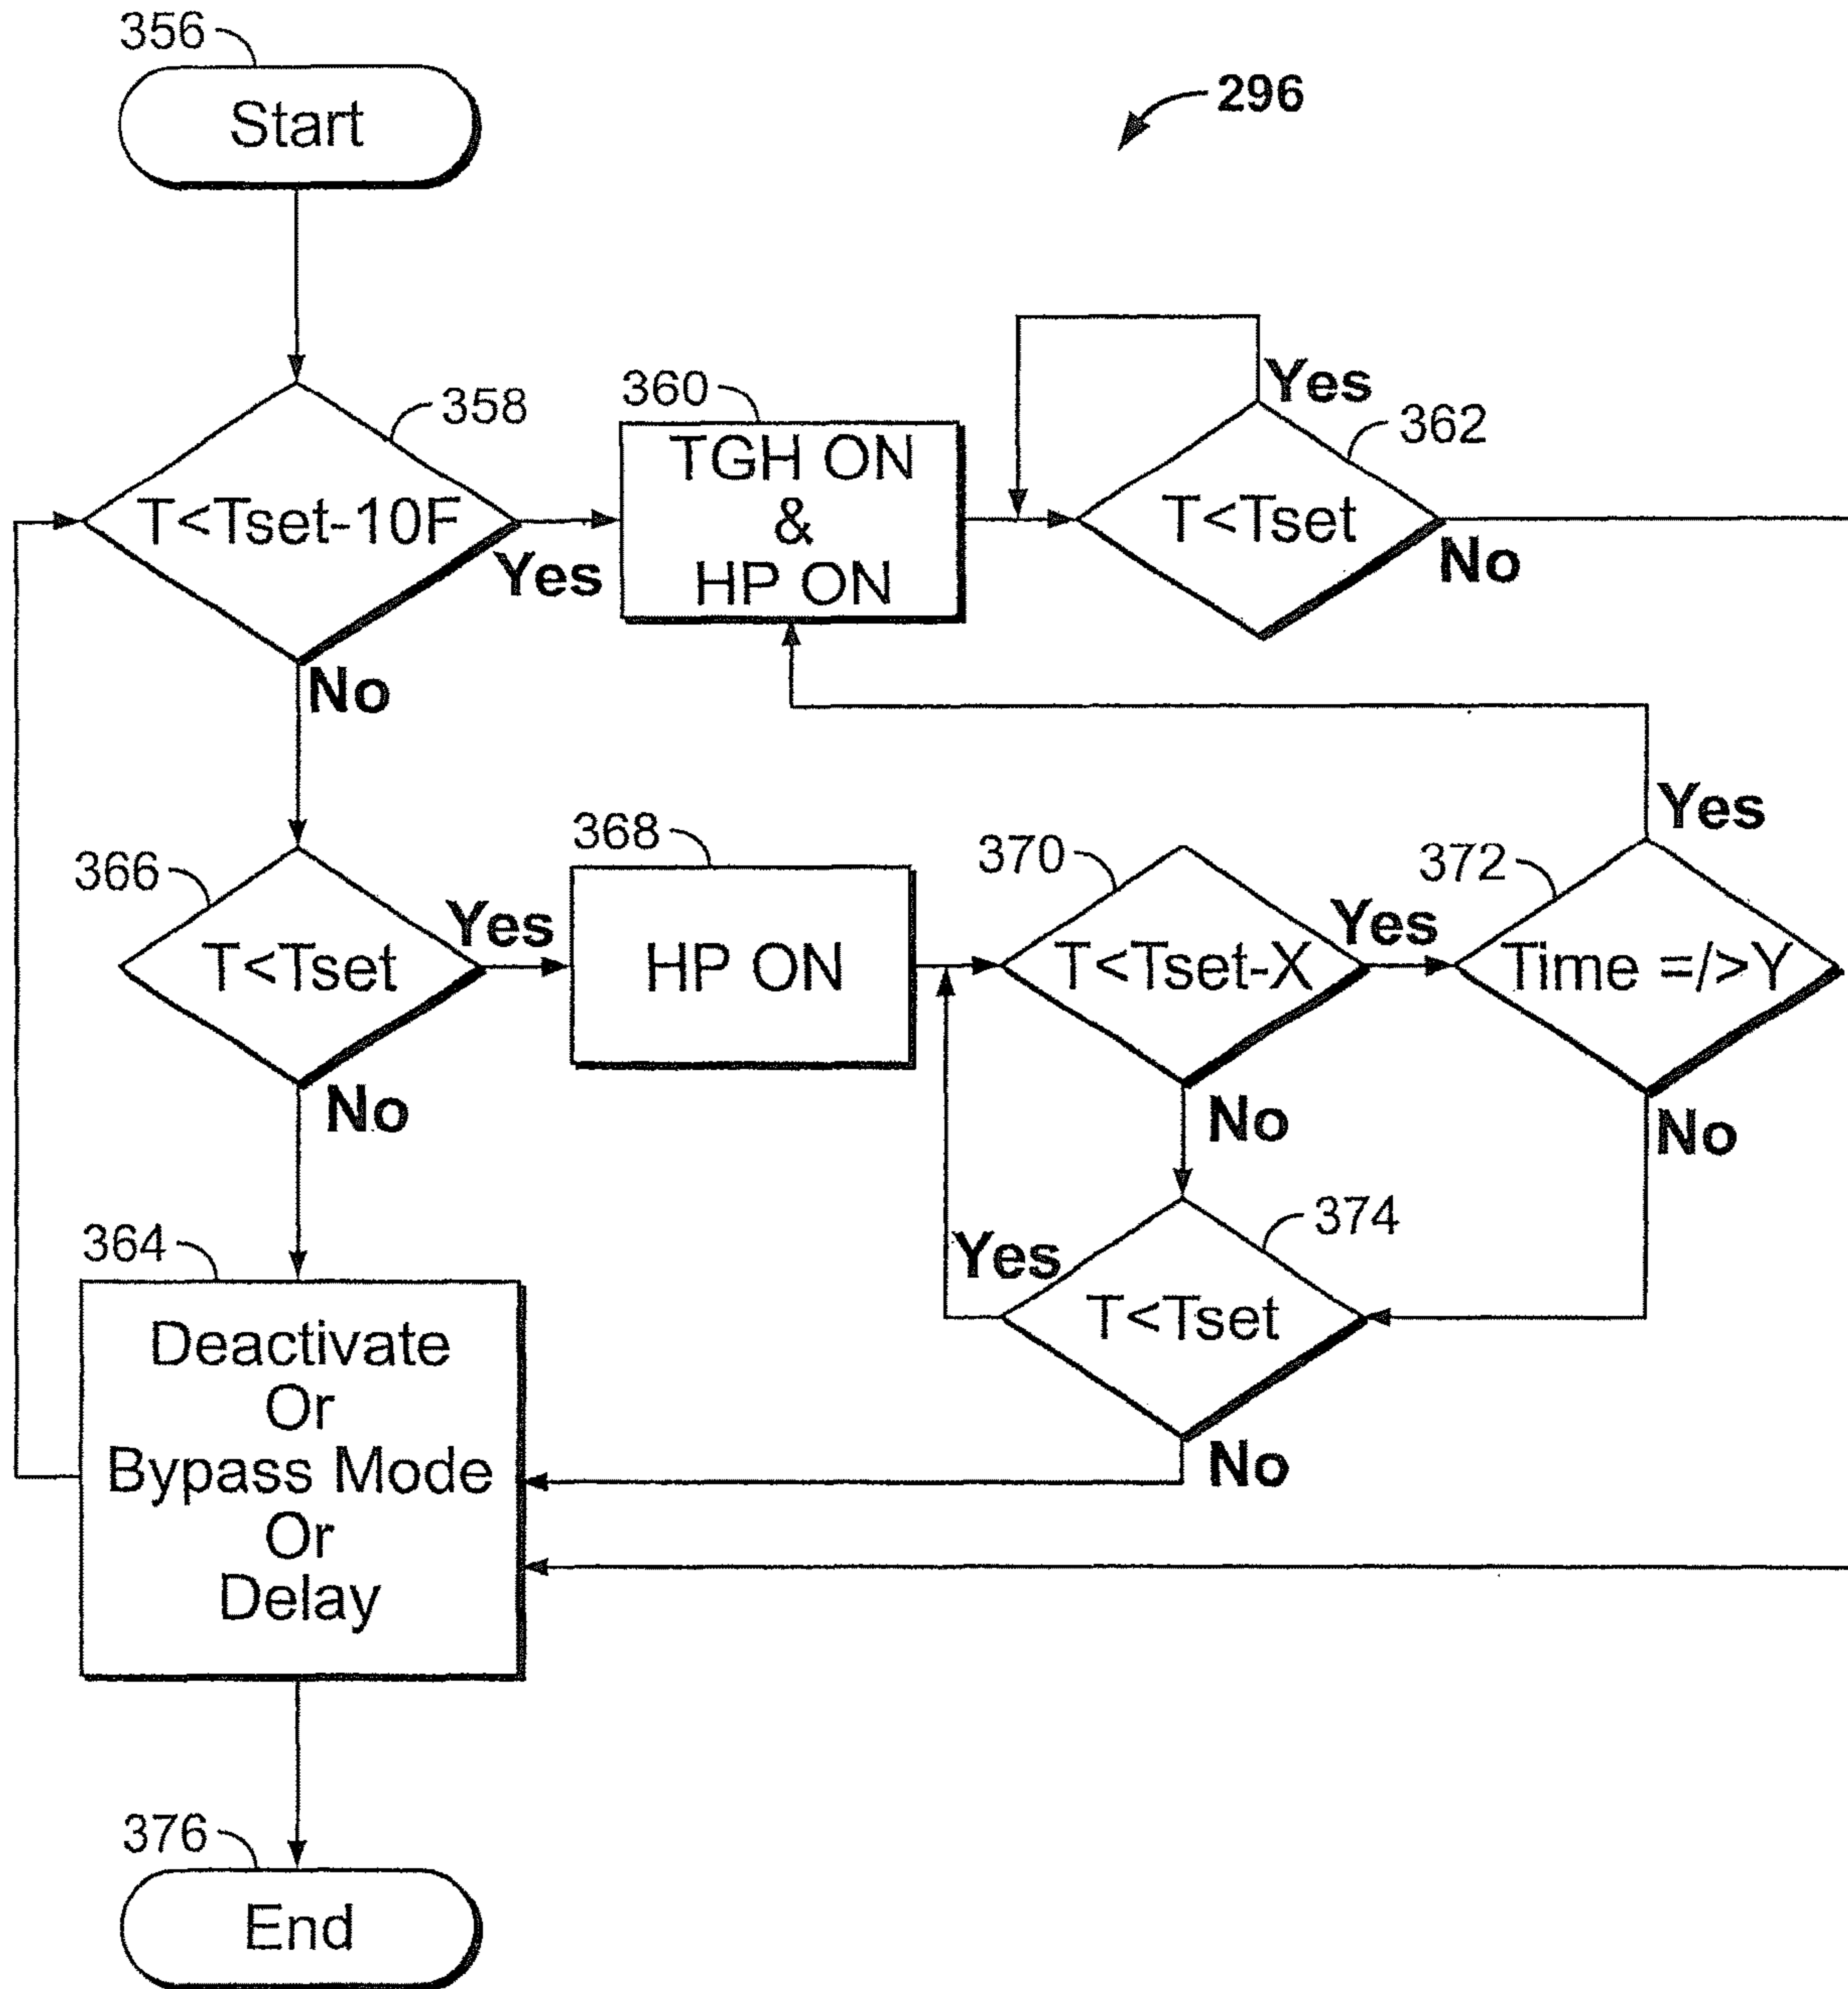 356
Start
296
358
T<Tset-10F
Yes
No
360
TGH ON
&
HP ON
Yes
362
T<Tset
No
366
T<Tset
Yes
No
368
HP ON
370
T<Tset-X
Yes
No
372
Time =/>Y
Yes
No
374
Yes
T<Tset
No
364
Deactivate
Or
Bypass Mode
Or
Delay
376
End